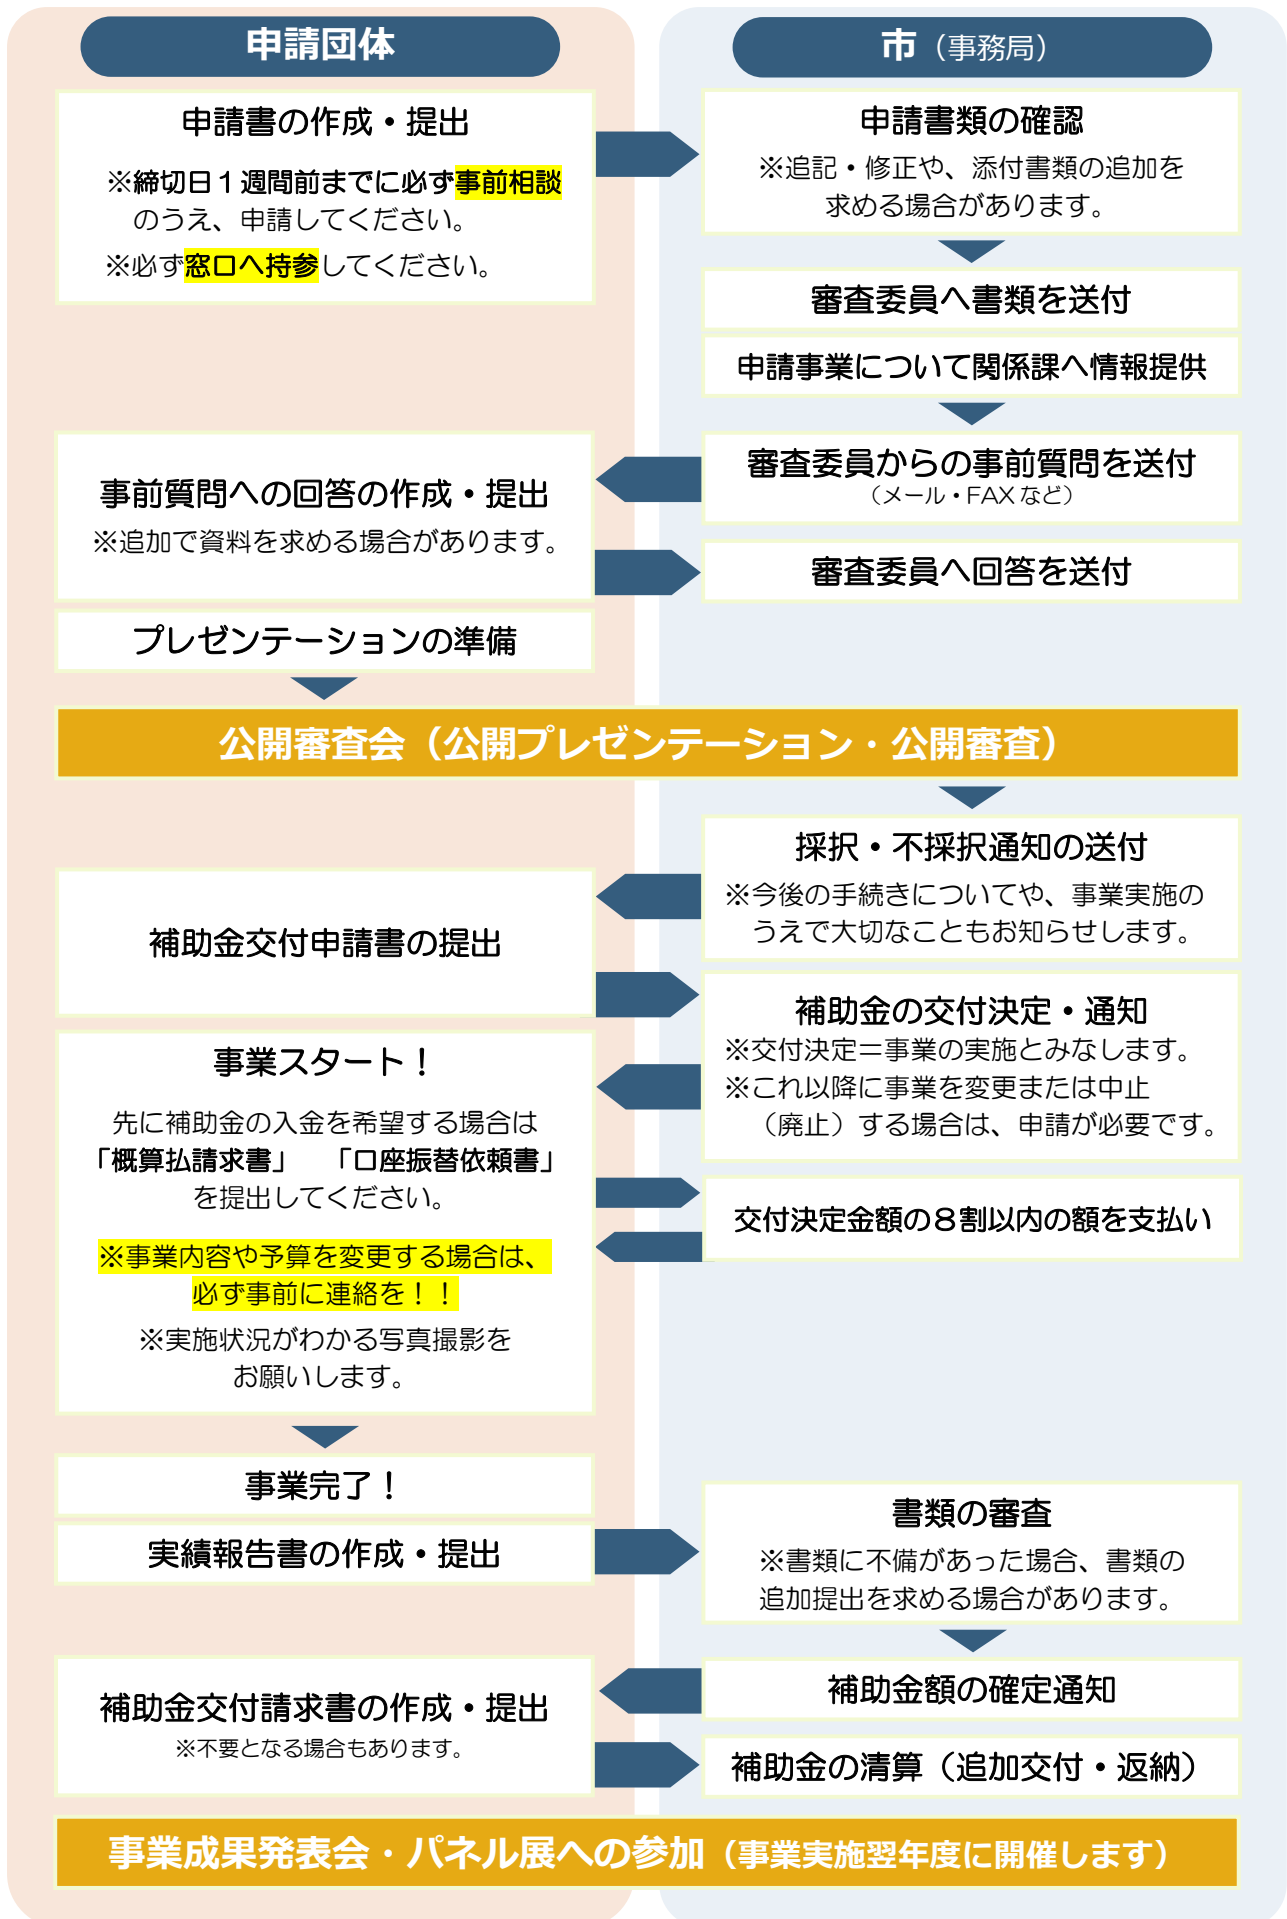 申請団体
市（事務局）
申請書の作成・提出
※締切日１週間前までに必ず事前相談
のうえ、申請してください。
※必ず窓口へ持参してください。
申請書類の確認
※追記・修正や、添付書類の追加を
求める場合があります。
審査委員へ書類を送付
申請事業について関係課へ情報提供
審査委員からの事前質問を送付
（メール・FAXなど）
事前質問への回答の作成・提出
※追加で資料を求める場合があります。
審査委員へ回答を送付
プレゼンテーションの準備
公開審査会（公開プレゼンテーション・公開審査）
採択・不採択通知の送付
※今後の手続きについてや、事業実施の
うえで大切なこともお知らせします。
補助金交付申請書の提出
補助金の交付決定・通知
※交付決定＝事業の実施とみなします。
※これ以降に事業を変更または中止
（廃止）する場合は、申請が必要です。
事業スタート！
先に補助金の入金を希望する場合は
「概算払請求書」　「口座振替依頼書」
を提出してください。
※事業内容や予算を変更する場合は、
必ず事前に連絡を！！
※実施状況がわかる写真撮影を
お願いします。
交付決定金額の８割以内の額を支払い
事業完了！
実績報告書の作成・提出
書類の審査
※書類に不備があった場合、書類の
追加提出を求める場合があります。
補助金額の確定通知
補助金交付請求書の作成・提出
※不要となる場合もあります。
補助金の清算（追加交付・返納）
事業成果発表会・パネル展への参加（事業実施翌年度に開催します）